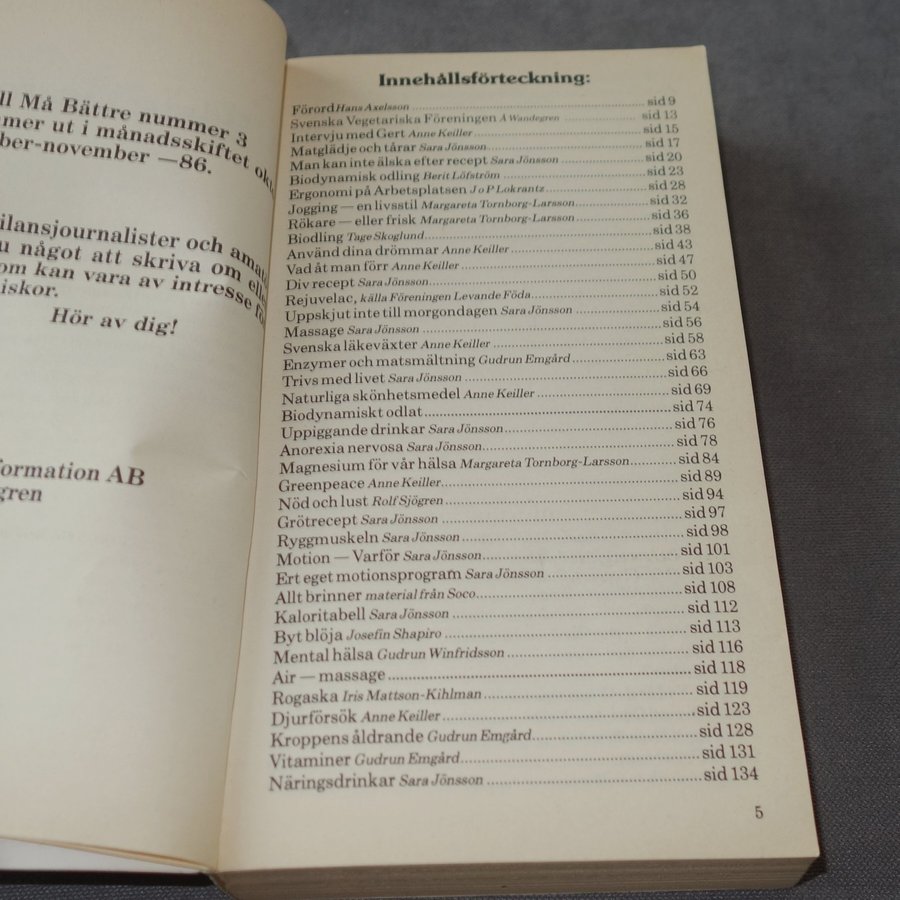 ll Må Bättre nummer 3
mmer ut i månadsskiftet okt
ber-november —86.
ilansjournalister och amatö
u något att skriva om elle
om kan vara av intresse fö
iskor.
Hör av dig!
formation AB
gren
Innehållsförteckning:
Förord Hans Axelsson sid 9
Svenska Vegetariska Föreningen Å Wandegren sid 13
Intervju med Gert Anne Keiller sid 15
Matglädje och tårar Sara Jönsson sid 17
Man kan inte älska efter recept Sara Jönsson sid 20
Biodynamisk odling Berit Löfström sid 23
Ergonomi på Arbetsplatsen J o P Lokrantz sid 28
Jogging — en livsstil Margareta Tornborg-Larsson sid 32
Rökare — eller frisk Margareta Tornborg-Larsson sid 36
Biodling Tage Skoglund sid 38
Använd dina drömmar Anne Keiller sid 43
Vad åt man förr Anne Keiller sid 47
Div recept Sara Jönsson sid 50
Rejuvelac, källa Föreningen Levande Föda sid 52
Uppskjut inte till morgondagen Sara Jönsson sid 54
Massage Sara Jönsson sid 56
Svenska läkeväxter Anne Keiller sid 58
Enzymer och matsmältning Gudrun Emgård sid 63
Trivs med livet Sara Jönsson sid 66
Naturliga skönhetsmedel Anne Keiller sid 69
Biodynamiskt odlat sid 74
Uppiggande drinkar Sara Jönsson sid 76
Anorexia nervosa Sara Jönsson sid 78
Magnesium för vår hälsa Margareta Tornborg-Larsson sid 84
Greenpeace Anne Keiller sid 89
Nöd och lust Rolf Sjögren sid 94
Grötrecept Sara Jönsson sid 97
Ryggmuskeln Sara Jönsson sid 98
Motion — Varför Sara Jönsson sid 101
Ert eget motionsprogram Sara Jönsson sid 103
Allt brinner material från Soco sid 108
Kaloritabell Sara Jönsson sid 112
Byt blöja Josefin Shapiro sid 113
Mental hälsa Gudrun Winfridsson sid 116
Air — massage sid 118
Rogaska Iris Mattson-Kihlman sid 119
Djurförsök Anne Keiller sid 123
Kroppens åldrande Gudrun Emgård sid 128
Vitaminer Gudrun Emgård sid 131
Näringsdrinkar Sara Jönsson sid 134
5